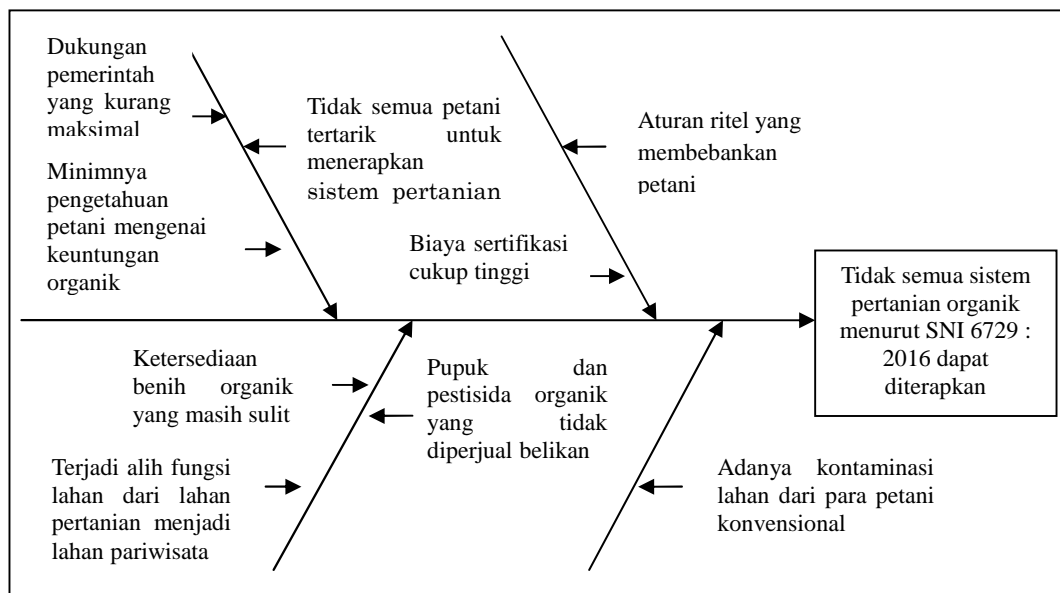 Dukungan
pemerintah
yang kurang
maksimal
Tidak semua petani
tertarik untuk
menerapkan
sistem pertanian
Aturan ritel yang
membebankan
petani
Minimnya
pengetahuan
petani mengenai
keuntungan
organik
Biaya sertifikasi
cukup tinggi
Tidak semua sistem
pertanian organik
menurut SNI 6729 :
2016 dapat
diterapkan
Ketersediaan
benih organik
yang masih sulit
Pupuk dan
pestisida organik
yang tidak
diperjual belikan
Terjadi alih fungsi
lahan dari lahan
pertanian menjadi
lahan pariwisata
Adanya kontaminasi
lahan dari para petani
konvensional